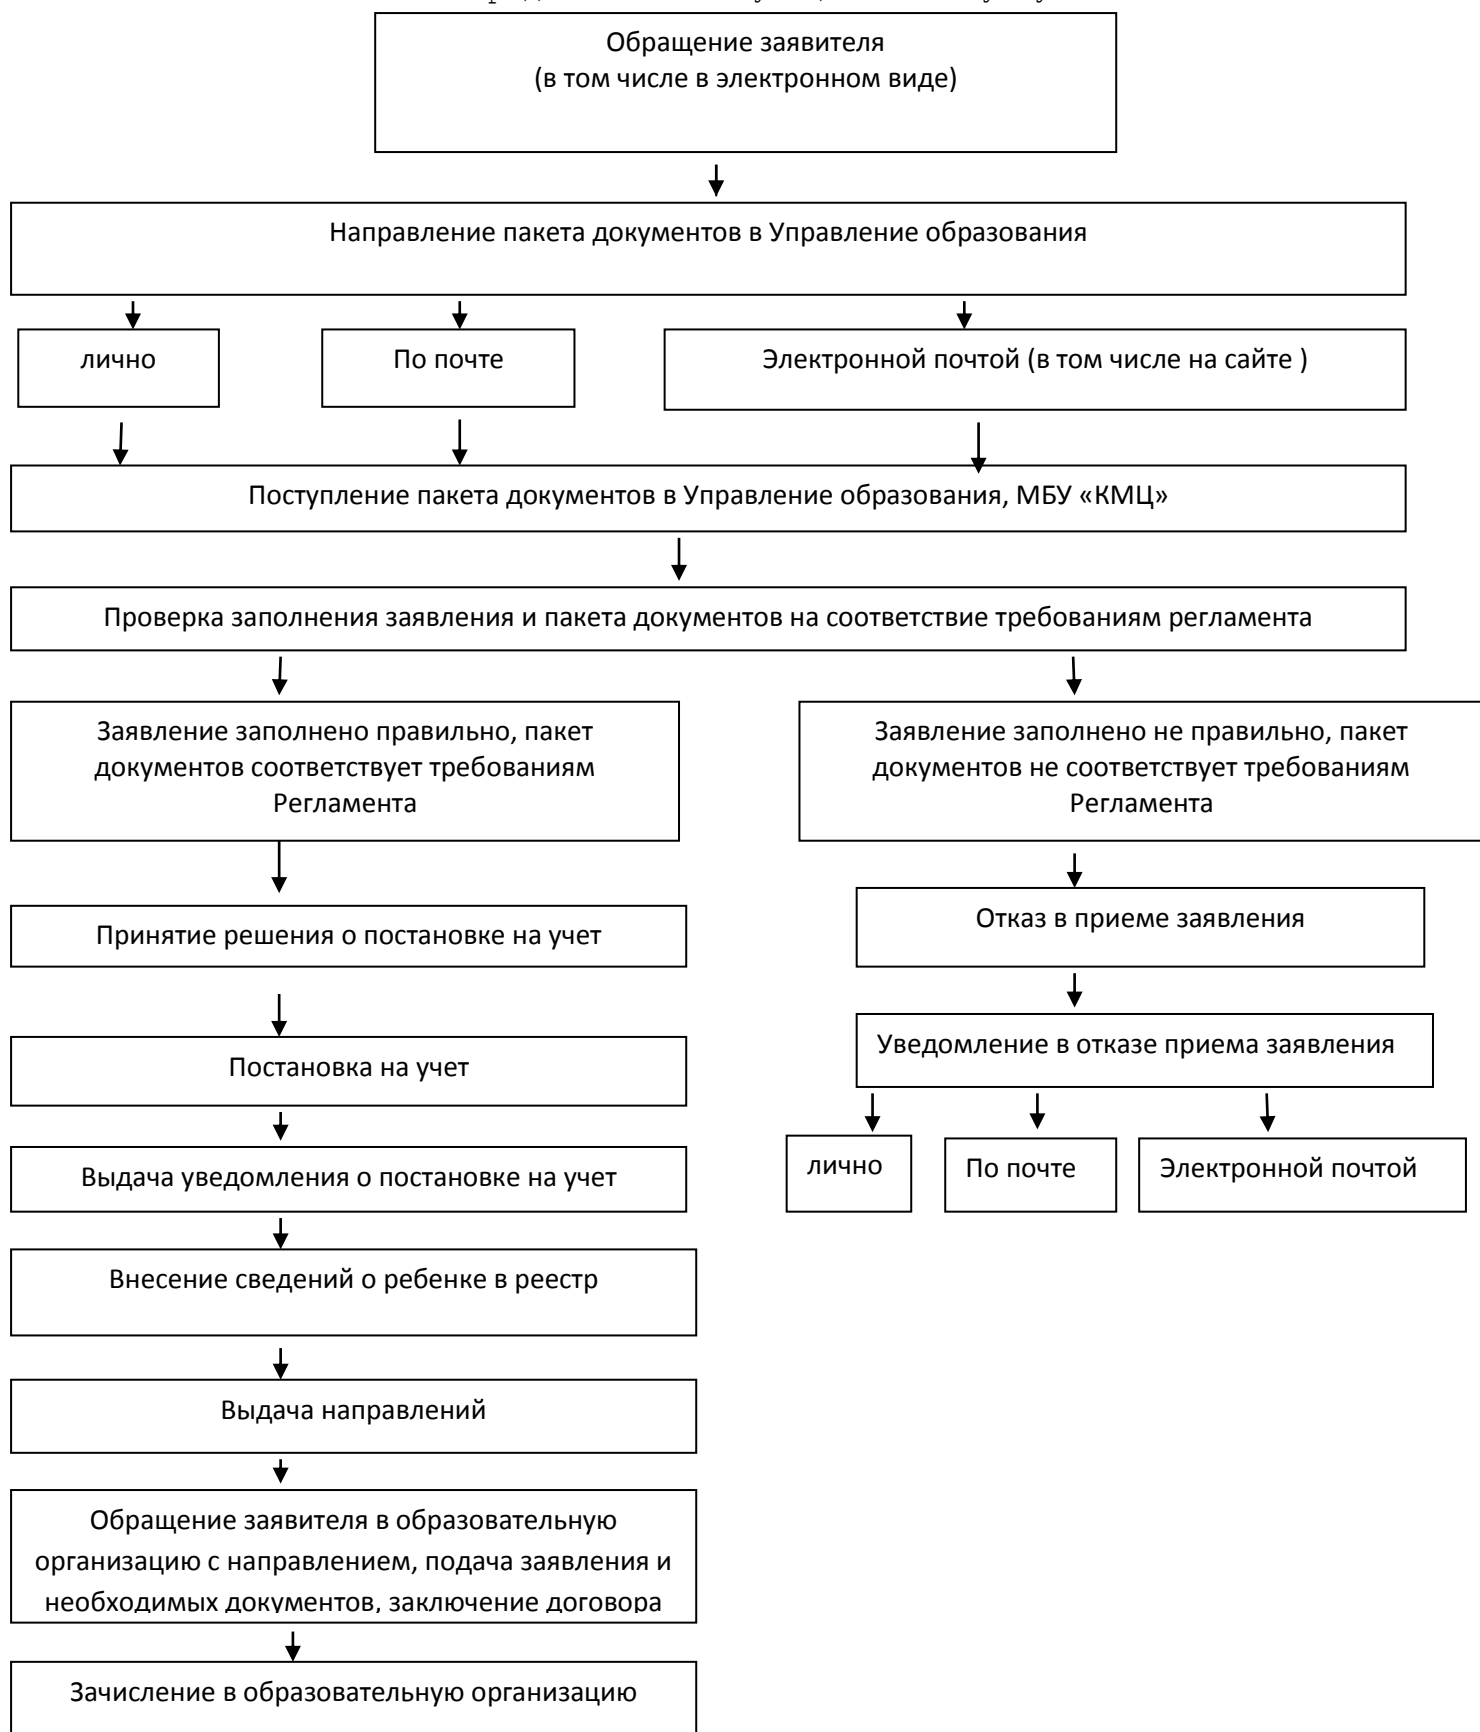 Обращение заявителя
(в том числе в электронном виде)
Направление пакета документов в Управление образования
лично
По почте
Электронной почтой (в том числе на сайте )
Поступление пакета документов в Управление образования, МБУ «КМЦ»
Проверка заполнения заявления и пакета документов на соответствие требованиям регламента
Заявление заполнено правильно, пакет
документов соответствует требованиям
Регламента
Заявление заполнено не правильно, пакет
документов не соответствует требованиям
Регламента
Принятие решения о постановке на учет
Отказ в приеме заявления
Постановка на учет
Уведомление в отказе приема заявления
Выдача уведомления о постановке на учет
лично
По почте
Электронной почтой
Внесение сведений о ребенке в реестр
Выдача направлений
Обращение заявителя в образовательную
организацию с направлением, подача заявления и
необходимых документов, заключение договора
Зачисление в образовательную организацию